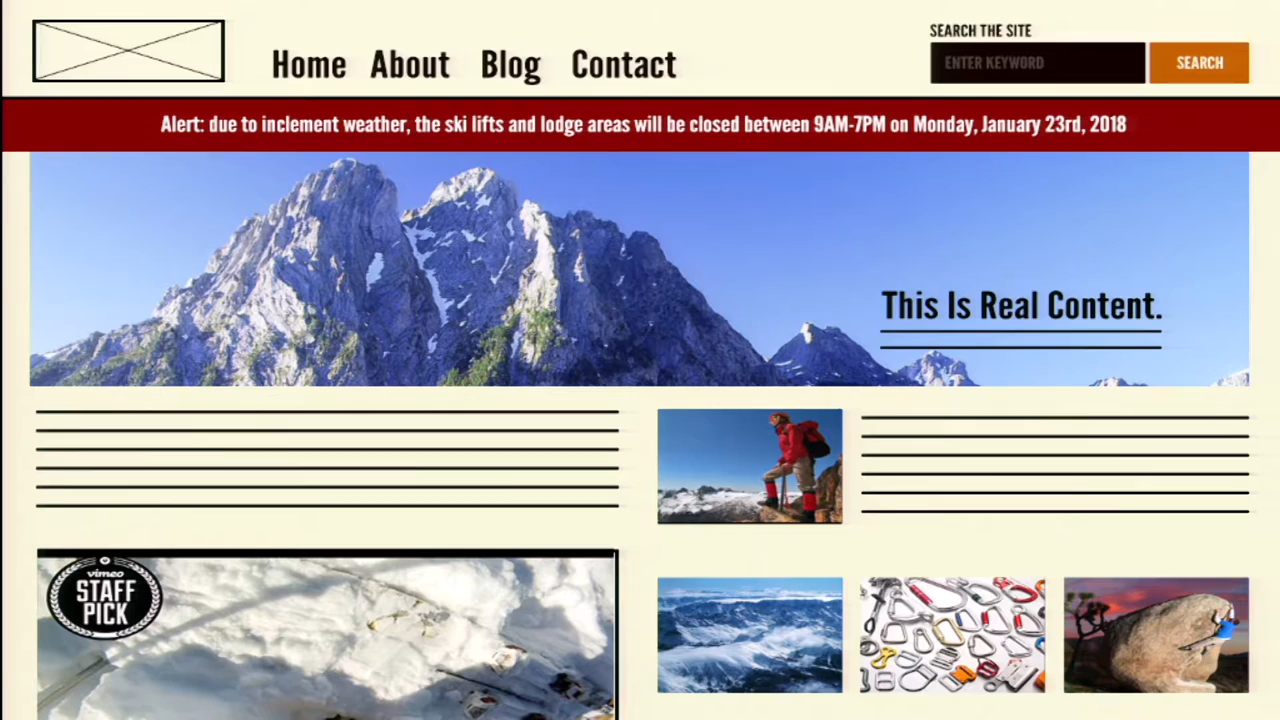 SEARCH THE SITE
Home About Blog Contact
ENTER KEYWORD
SEARCH
Alert: due to inclement weather, the ski lifts and lodge areas will be closed between 9AM-7PM on Monday, January 23rd, 2018
This Is Real Content.
vimeo
STAFF
PICK